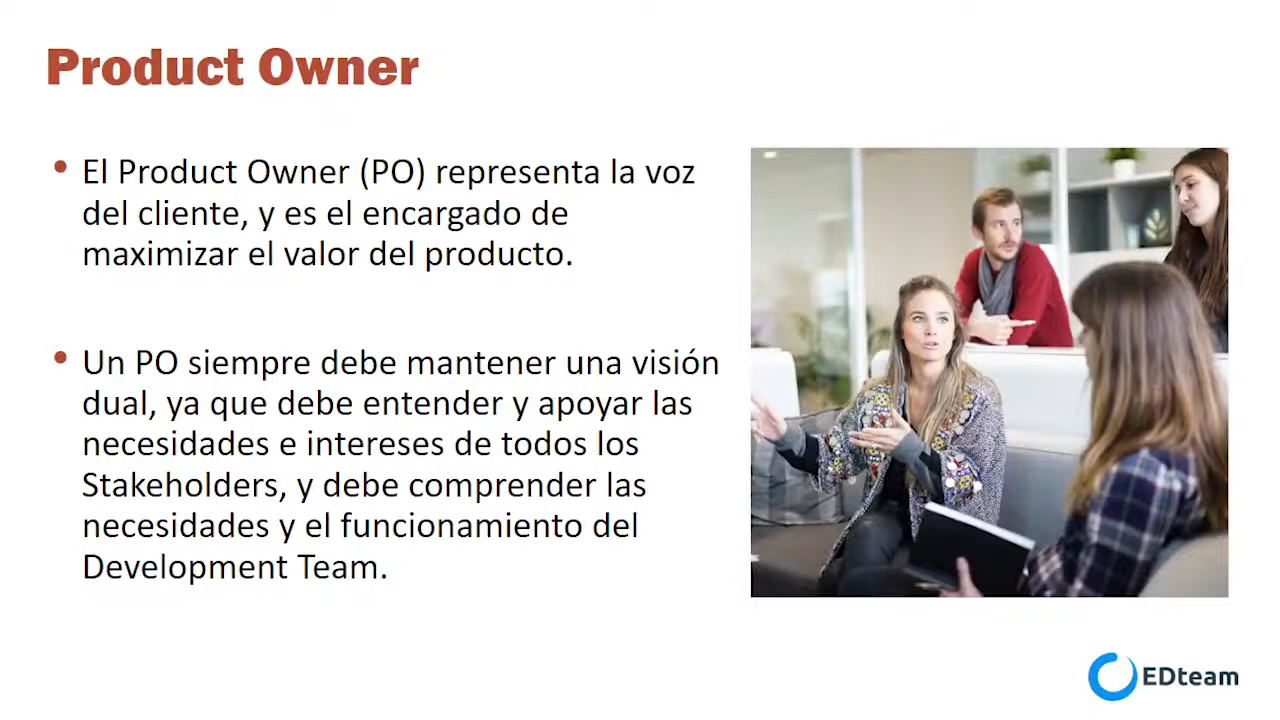 Product Owner
• El Product Owner (PO) representa la voz
del cliente, y es el encargado de
maximizar el valor del producto.
• Un PO siempre debe mantener una visión
dual, ya que debe entender y apoyar las
necesidades e intereses de todos los
Stakeholders, y debe comprender las
necesidades y el funcionamiento del
Development Team.
EDteam